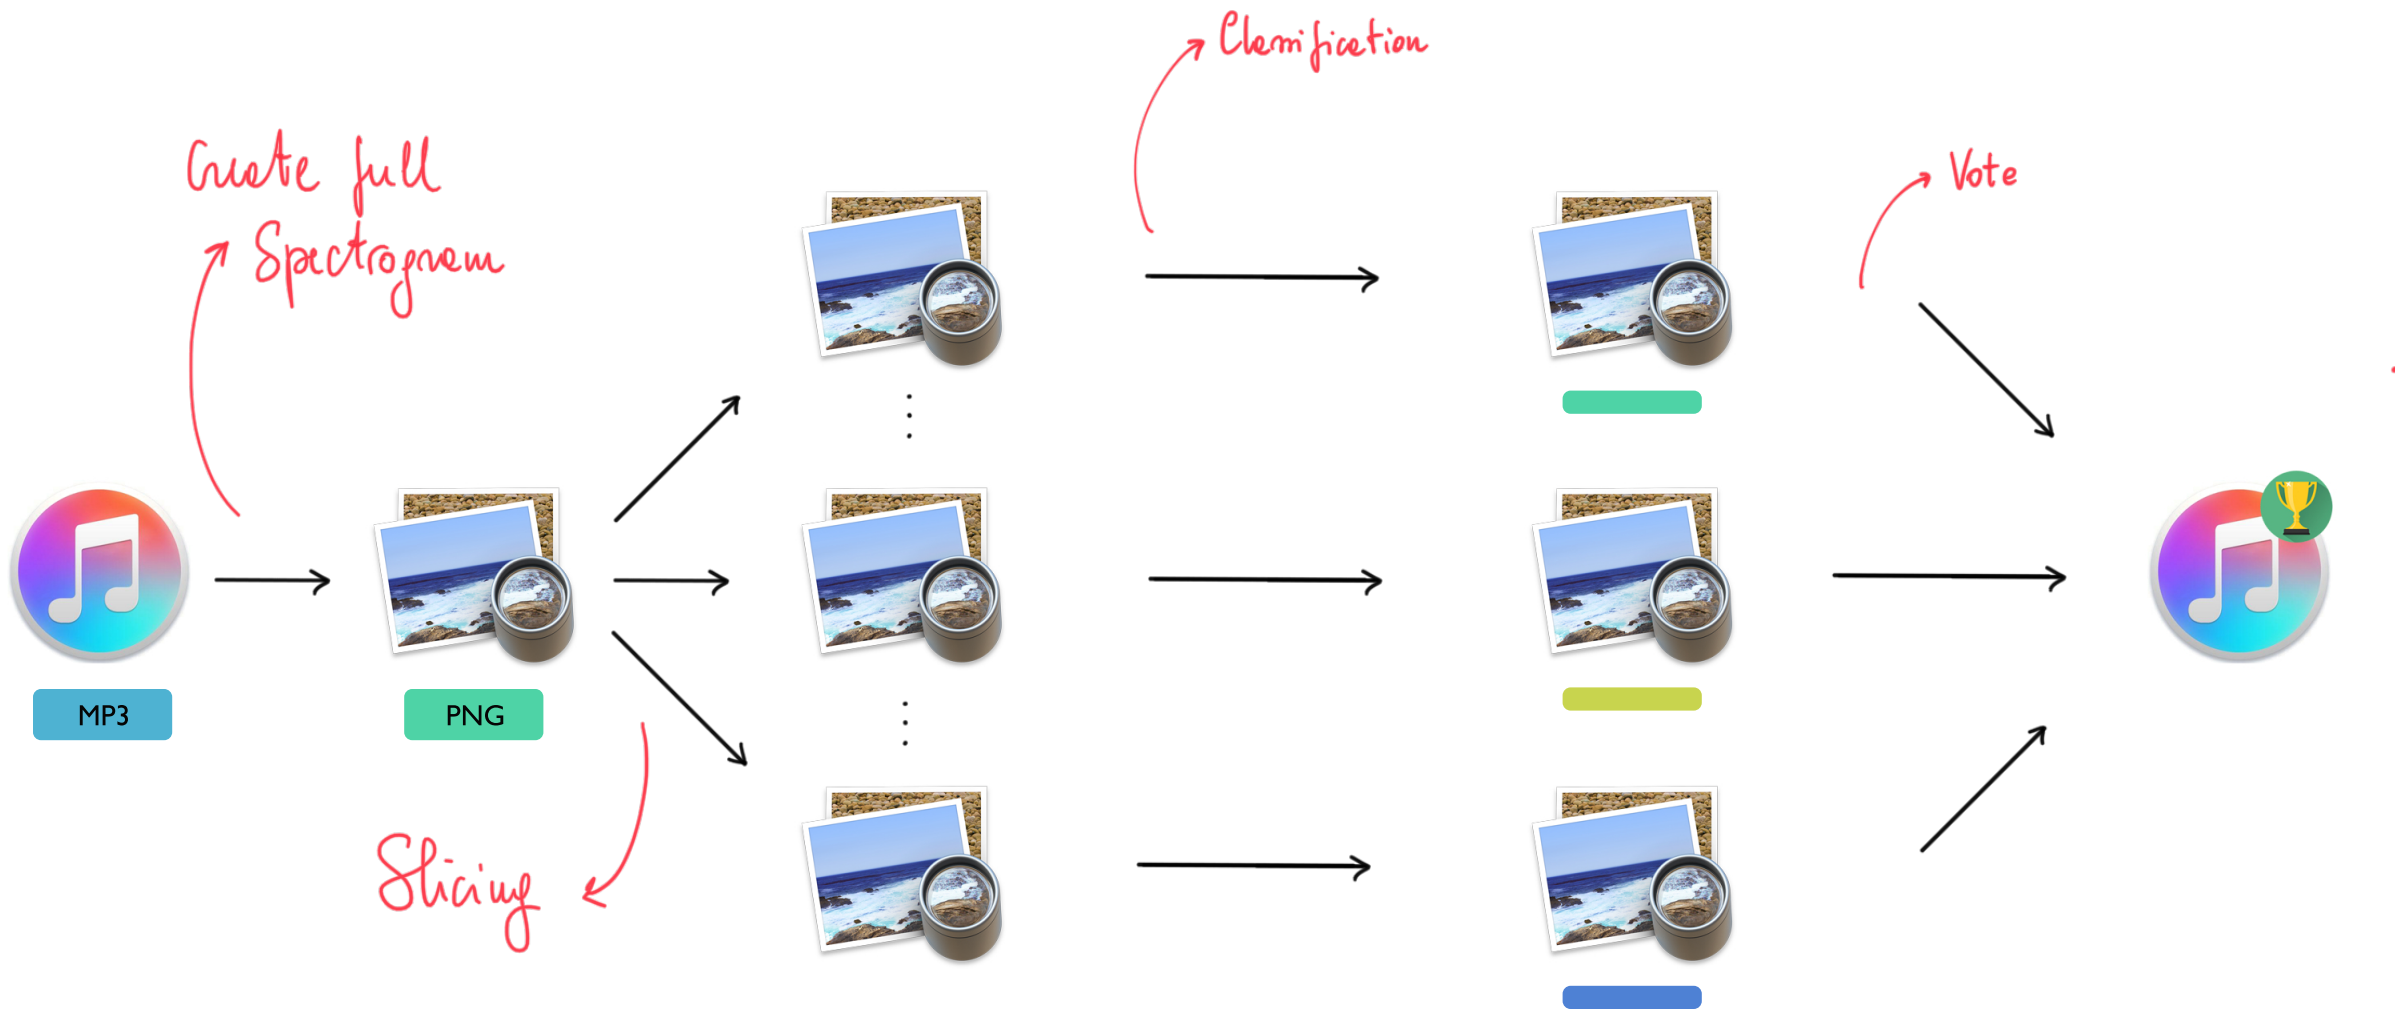 Classification
Create full
Spectrogram
Vote
MP3
PNG
Slicing